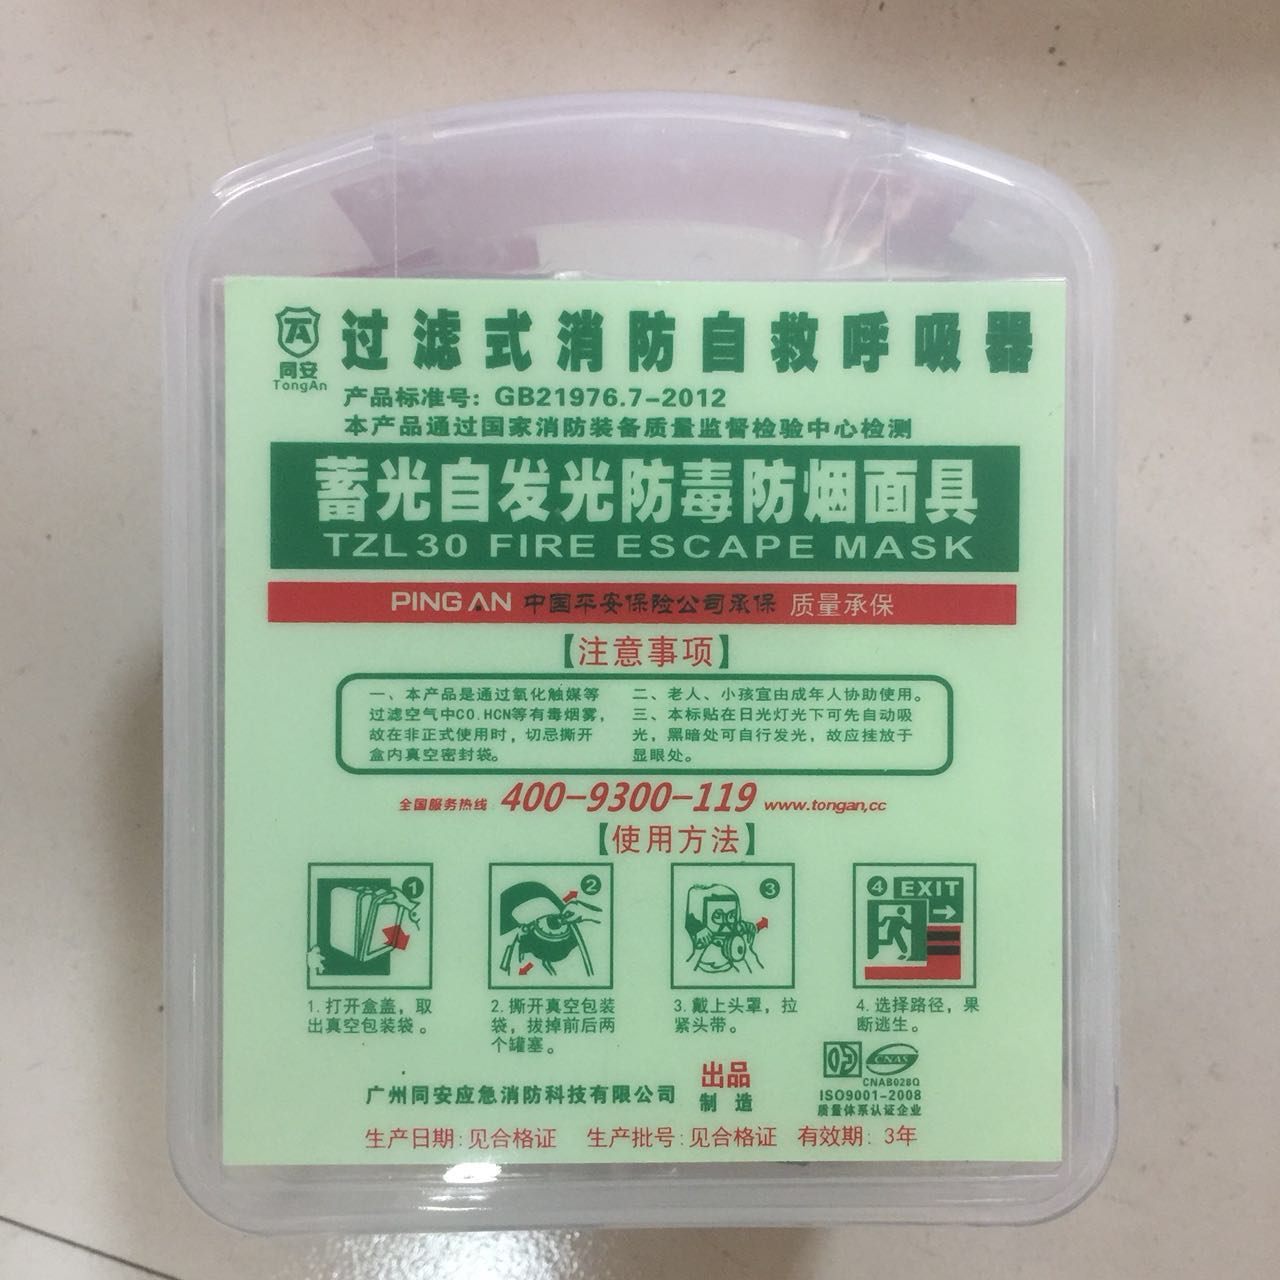 同安
TongAn
过滤式消防自救呼吸器
产品标准号: GB21976.7-2012
本产品通过国家消防装备质量监督检验中心检测
蓄光自发光防毒防烟面具
TZL30 FIRE ESCAPE MASK
PING AN 中国平安保险公司承保 质量承保
【注意事项】
一、本产品是通过氧化触媒等
过滤空气中CO.HCN等有毒烟雾,
故在非正式使用时,切忌撕开
盒内真空密封袋。
二、老人、小孩宜由成年人协助使用。
三、本标贴在日光灯光下可先自动吸
光,黑暗处可自行发光,故应挂放于
显眼处。
全国服务热线 400-9300-119 www.tongan,cc
【使用方法】
1
2
3
4 EXIT
1.打开盒盖,取
出真空包装袋。
2.撕开真空包装
袋,拔掉前后两
个罐塞。
3.戴上头罩,拉
紧头带。
4.选择路径,果
断逃生。
广州同安应急消防科技有限公司 出品
制造
CNAS
CNAB028Q
ISO9001-2008
质量体系认证企业
生产日期:见合格证 生产批号:见合格证 有效期: 3年